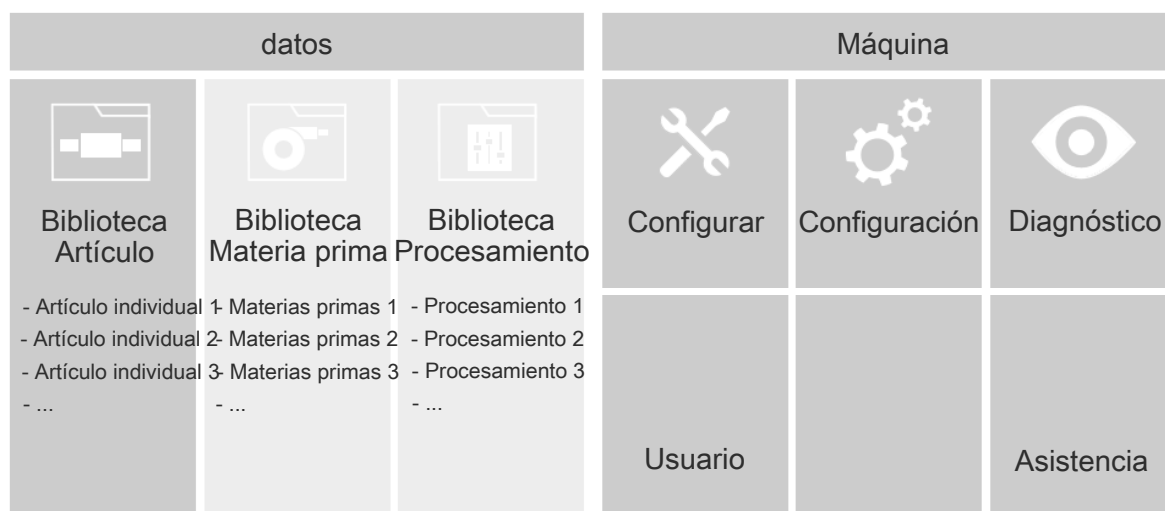 datos
Máquina
Biblioteca
Artículo
- Artículo individual 1
- Artículo individual 2
- Artículo individual 3
- ...
Biblioteca
Materia prima
- Materias primas 1
- Materias primas 2
- Materias primas 3
- ...
Biblioteca
Procesamiento
- Procesamiento 1
- Procesamiento 2
- Procesamiento 3
- ...
Configurar
Configuración
Diagnóstico
Usuario
Asistencia